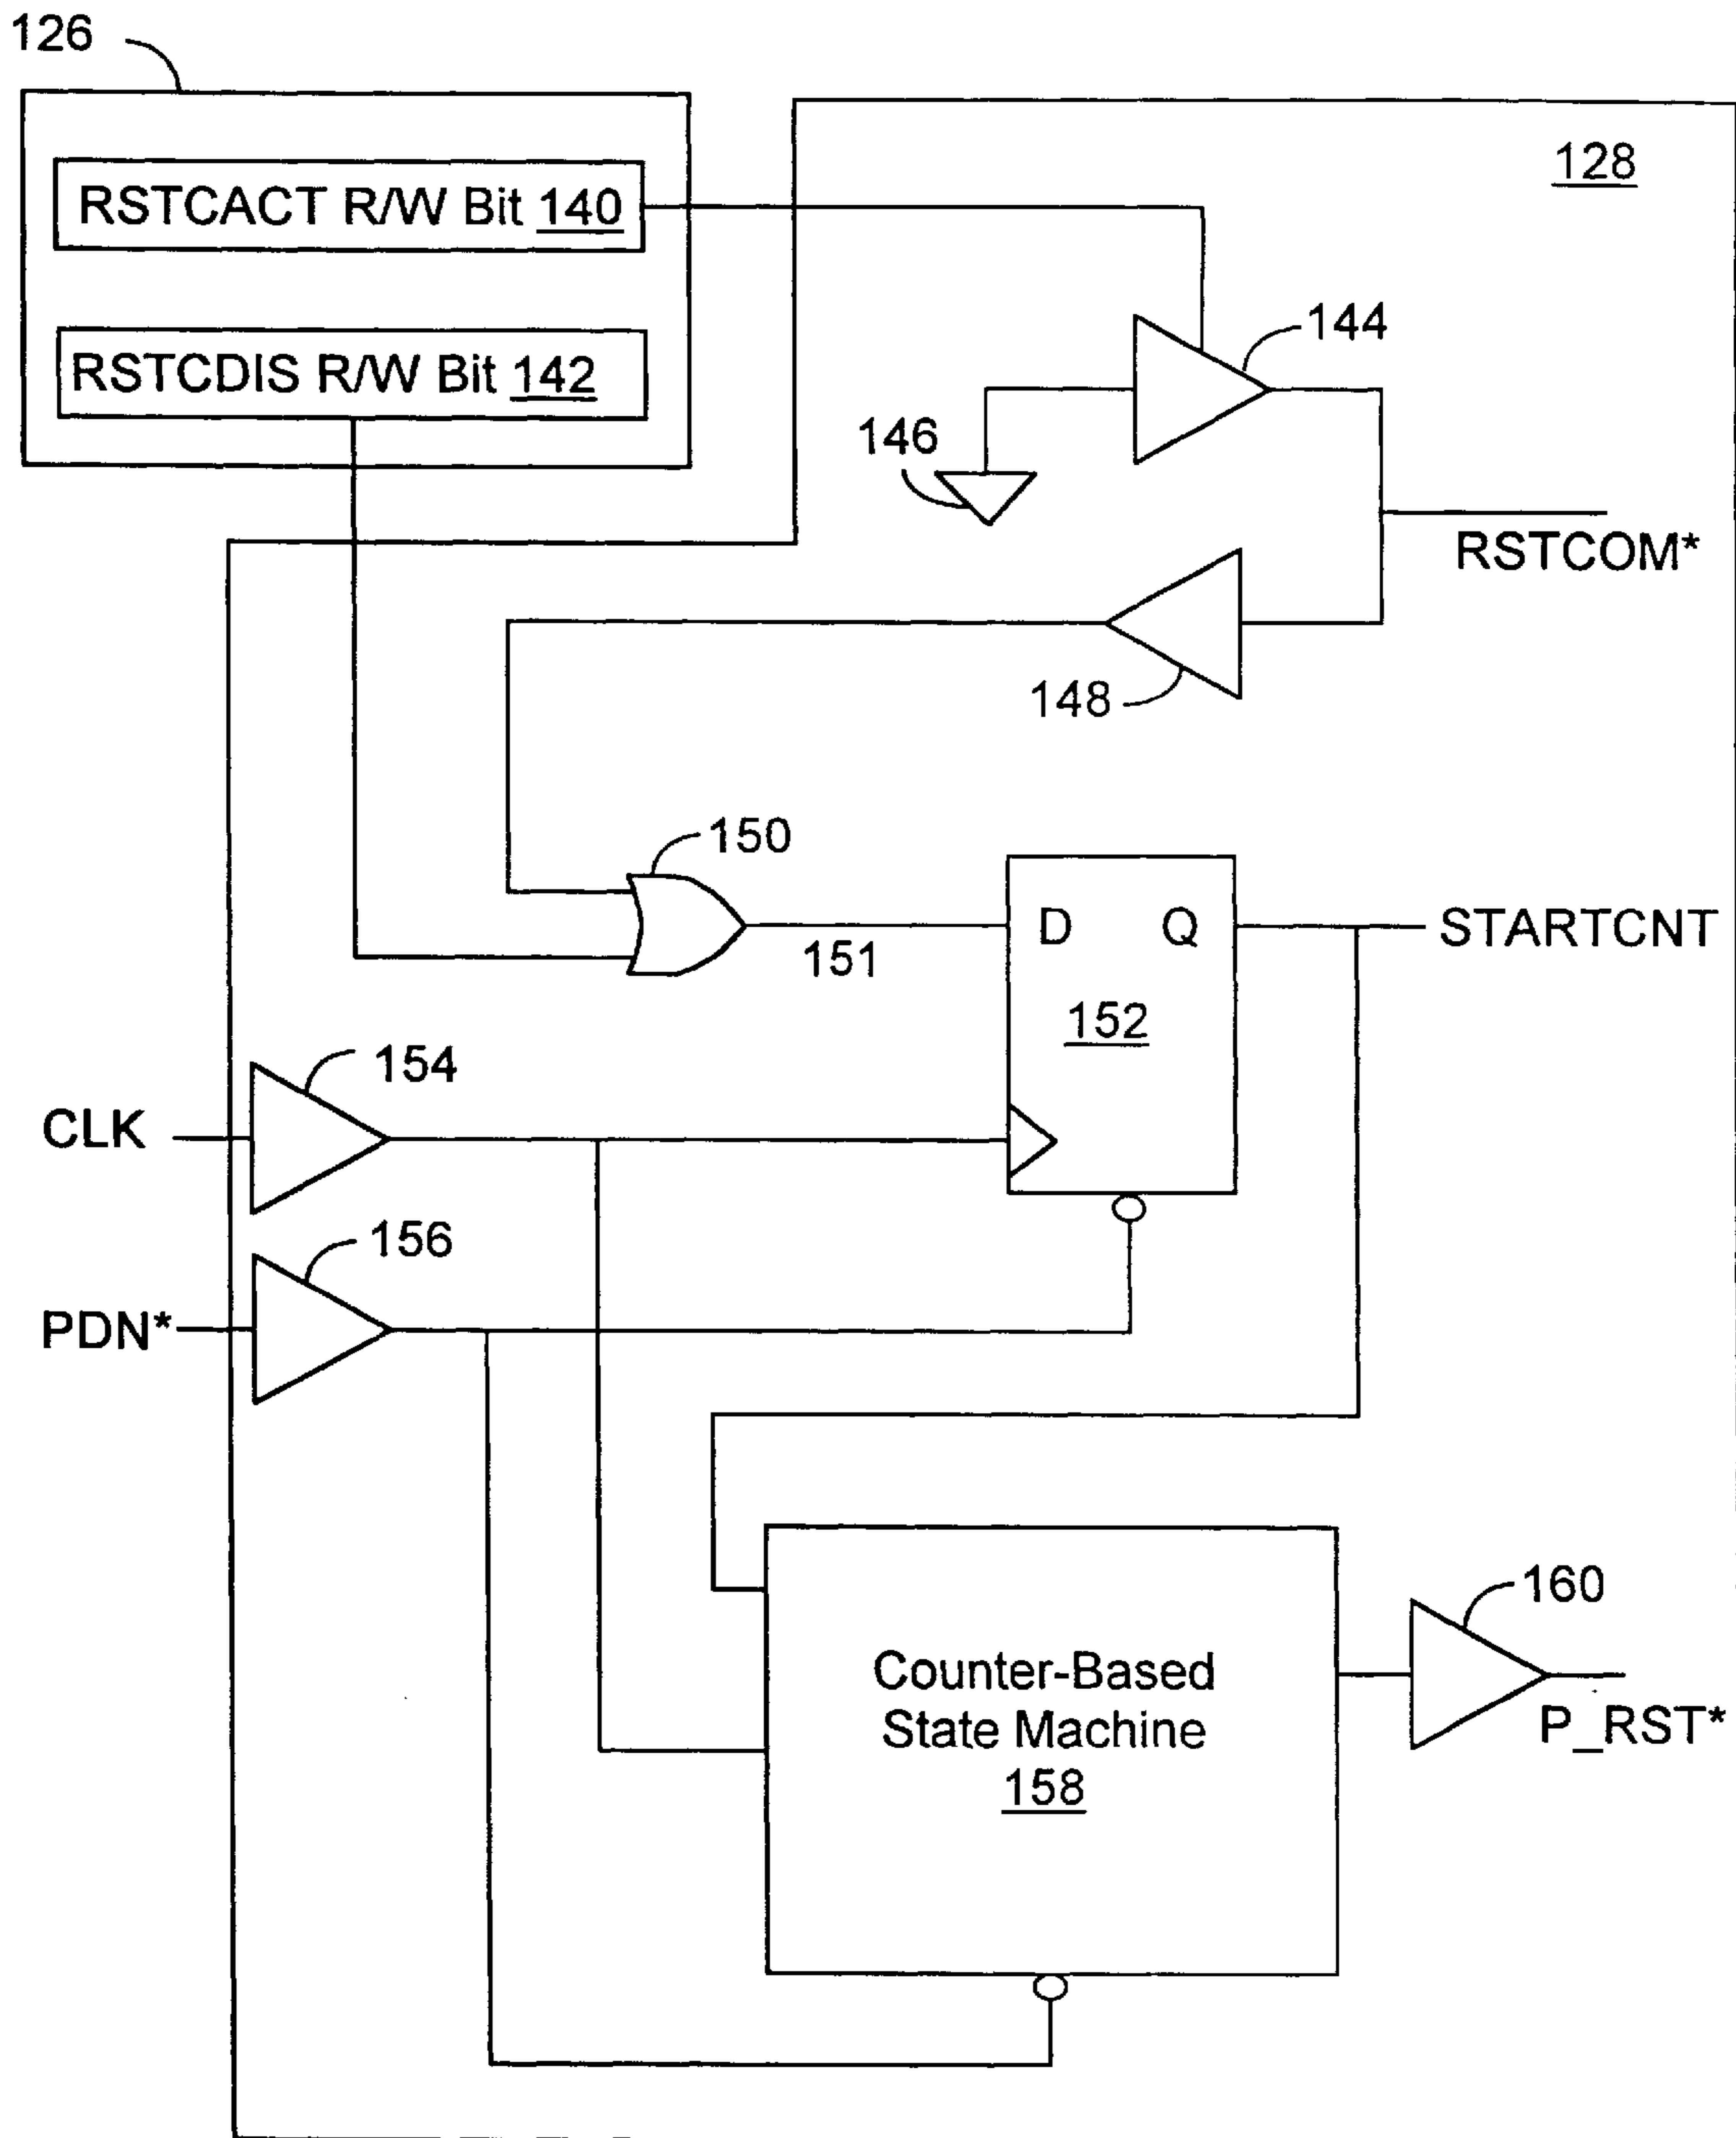 126
128
RSTCACT R/W Bit 140
144
RSTCDIS R/W Bit 142
146
RSTCOM*
148
150
D Q
STARTCNT
151
152
154
CLK
156
PDN*
160
Counter-Based
State Machine
158
P_RST*